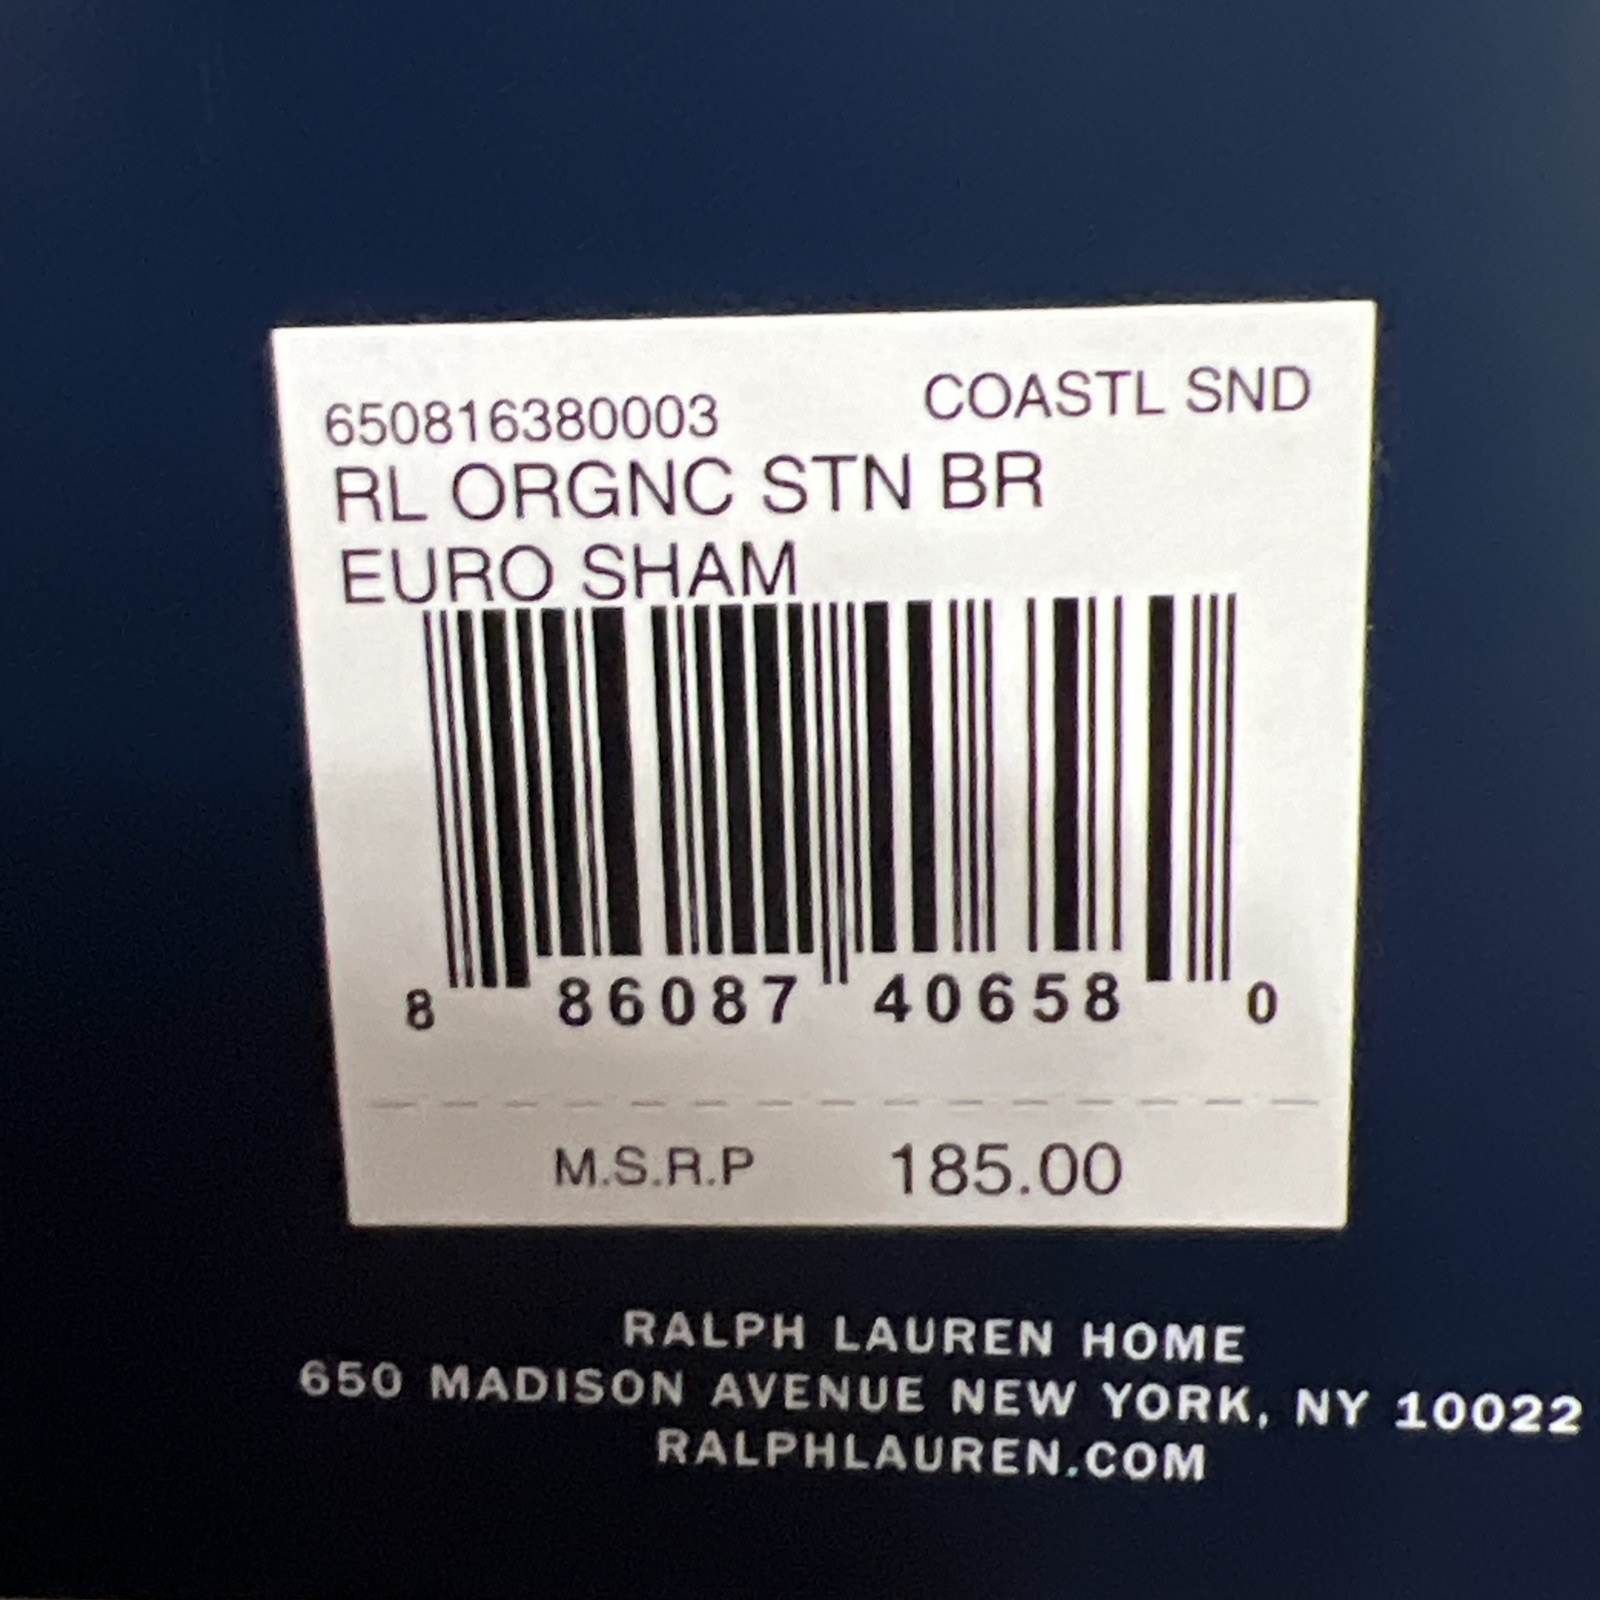 650816380003 COASTL SND
RL ORGNC STN BR
EURO SHAM
8 86087 40658 0
M.S.R.P 185.00
RALPH LAUREN HOME
650 MADISON AVENUE NEW YORK, NY 10022
RALPHLAUREN.COM